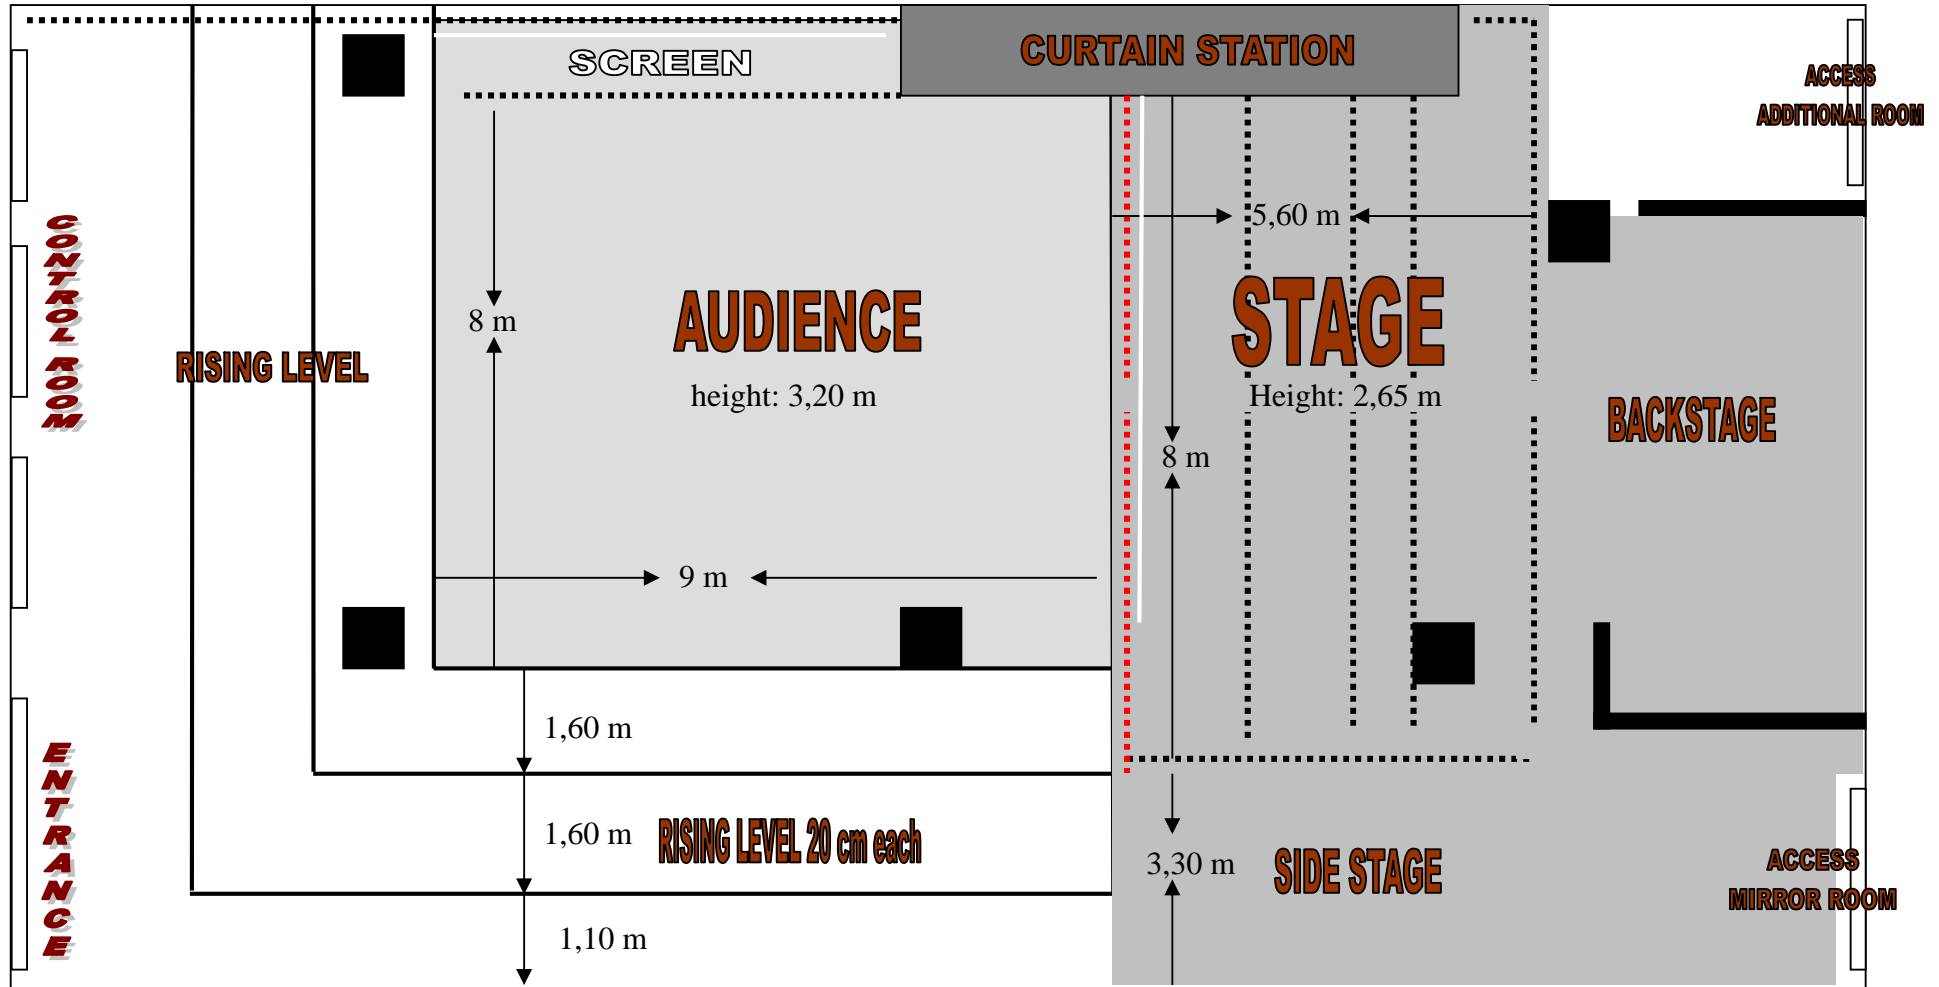 SCREEN
CURTAIN STATION
ACCESS
ADDITIONAL ROOM
CONTROL ROOM
5,60 m
8 m
AUDIENCE
STAGE
RISING LEVEL
height: 3,20 m
Height: 2,65 m
BACKSTAGE
8 m
9 m
1,60 m
ENTRANCE
1,60 m
RISING LEVEL 20 cm each
3,30 m
SIDE STAGE
ACCESS
MIRROR ROOM
1,10 m